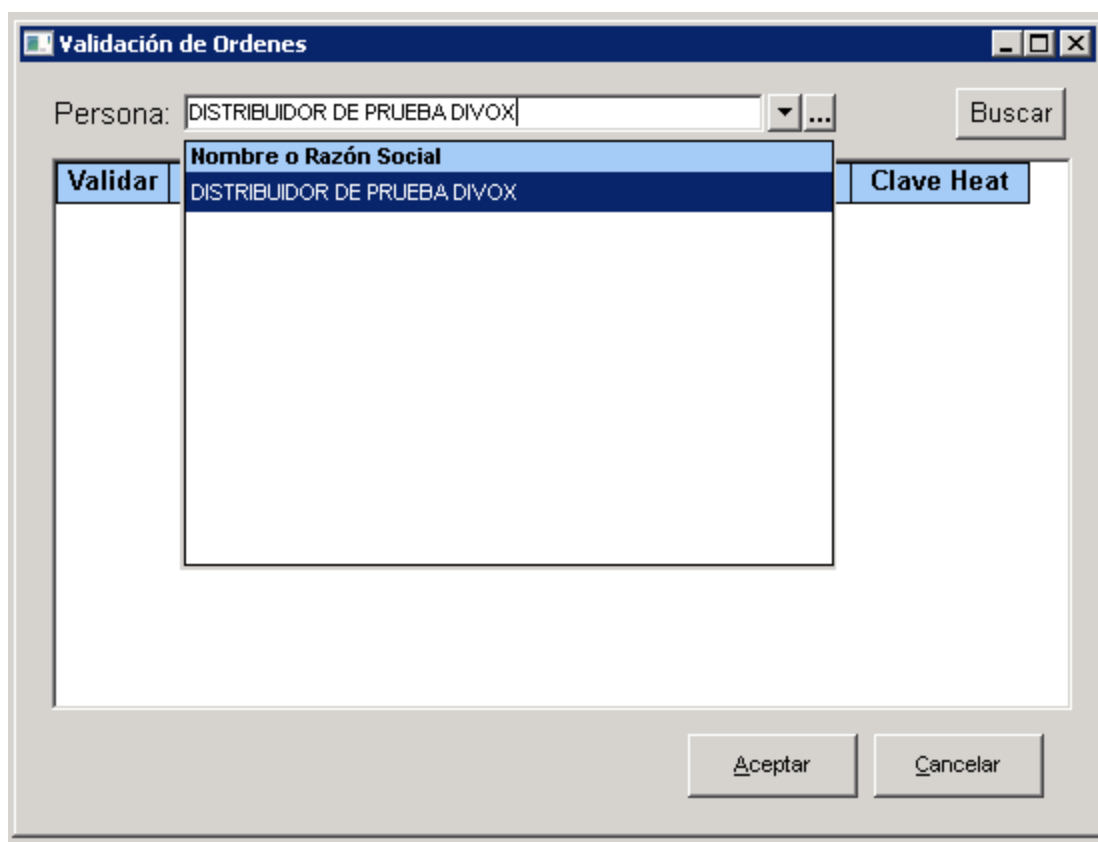 Validación de Ordenes
Persona: DISTRIBUIDOR DE PRUEBA DIVOX ... Buscar
Nombre o Razón Social
Validar Clave Heat
DISTRIBUIDOR DE PRUEBA DIVOX
Aceptar Cancelar